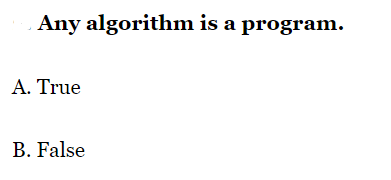 Any algorithm is a program.
A. True
B. False